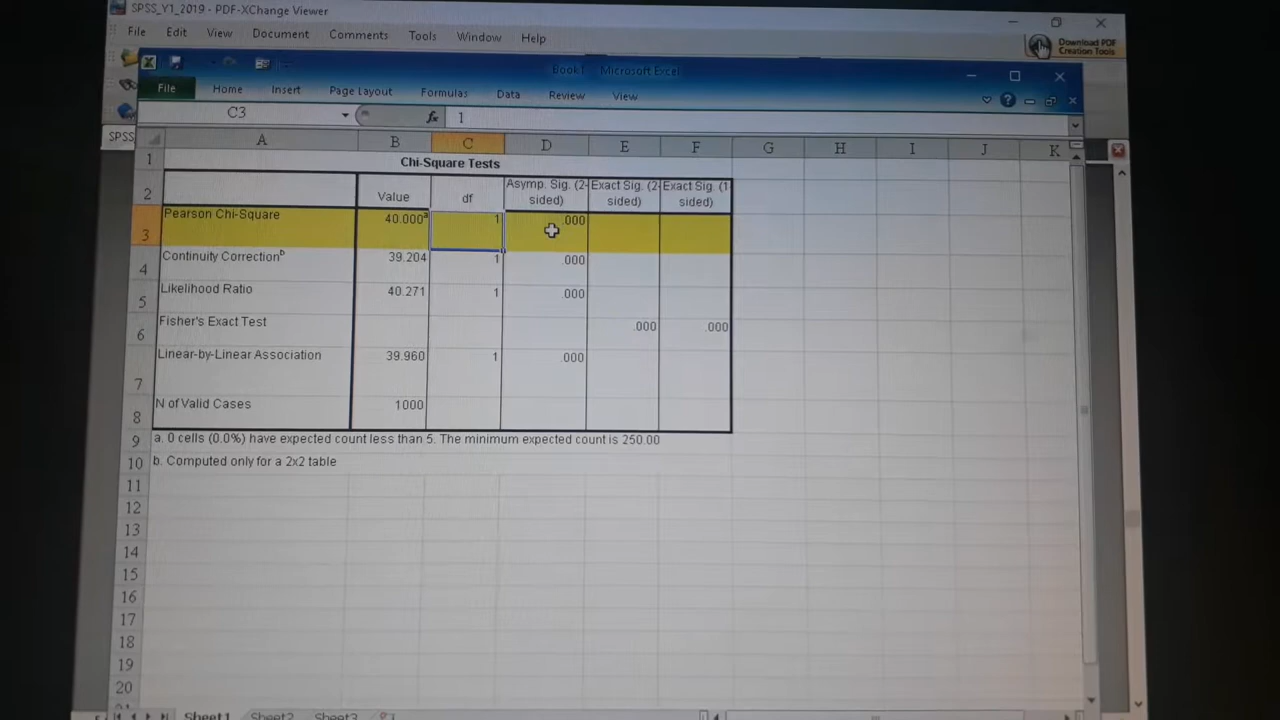 SPSS_Y1_2019 - PDF-XChange Viewer
File Edit View Document Comments Tools Window Help
Download PDF
Creation Tools
Book1 - Microsoft Excel
File Home Insert Page Layout Formulas Data Review View
C3 fx 1
SPSS
A B C D E F G H I J K
1 Chi-Square Tests
2 Value df Asymp. Sig. (2-sided) Exact Sig. (2-sided) Exact Sig. (1-sided)
3 Pearson Chi-Square 40.000a 1 .000
4 Continuity Correctionb 39.204 1 .000
5 Likelihood Ratio 40.271 1 .000
6 Fisher's Exact Test .000 .000
7 Linear-by-Linear Association 39.960 1 .000
8 N of Valid Cases 1000
9 a. 0 cells (0.0%) have expected count less than 5. The minimum expected count is 250.00
10 b. Computed only for a 2x2 table
11
12
13
14
15
16
17
18
19
20
Sheet1 Sheet2 Sheet3